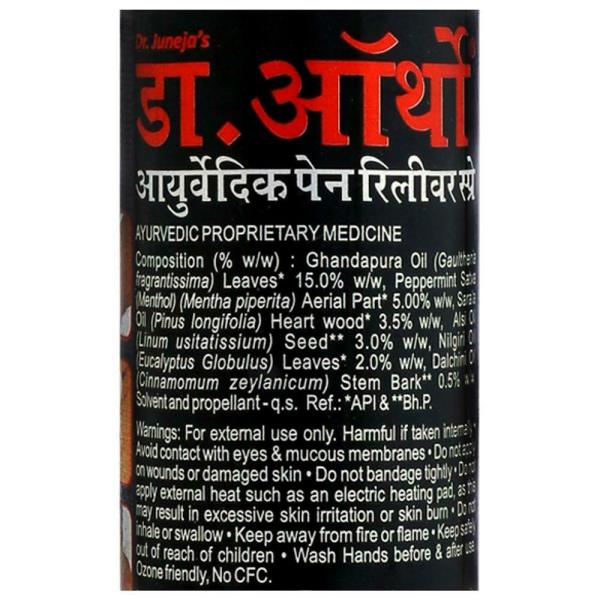 Dr. Juneja's
डा. ऑर्थो
आयुर्वेदिक पेन रिलीवर स्प्रे
AYURVEDIC PROPRIETARY MEDICINE
Composition (% w/w) : Ghandapura Oil (Gaultheria
fragrantissima) Leaves* 15.0% w/w, Peppermint Satva
(Menthol) (Mentha piperita) Aerial Part* 5.00% w/w, Sarala
Oil (Pinus longifolia) Heart wood* 3.5% w/w, Alsi Oil
(Linum usitatissium) Seed** 3.0% w/w, Nilgiri Oil
(Eucalyptus Globulus) Leaves* 2.0% w/w, Dalchini Oil
(Cinnamomum zeylanicum) Stem Bark** 0.5% w/w
Solvent and propellant - q.s. Ref.: *API & **Bh.P.
Warnings: For external use only. Harmful if taken internally •
Avoid contact with eyes & mucous membranes • Do not apply
on wounds or damaged skin • Do not bandage tightly • Do not
apply external heat such as an electric heating pad, as this
may result in excessive skin irritation or skin burn • Do not
inhale or swallow • Keep away from fire or flame • Keep safely
out of reach of children • Wash Hands before & after use.
Ozone friendly, No CFC.